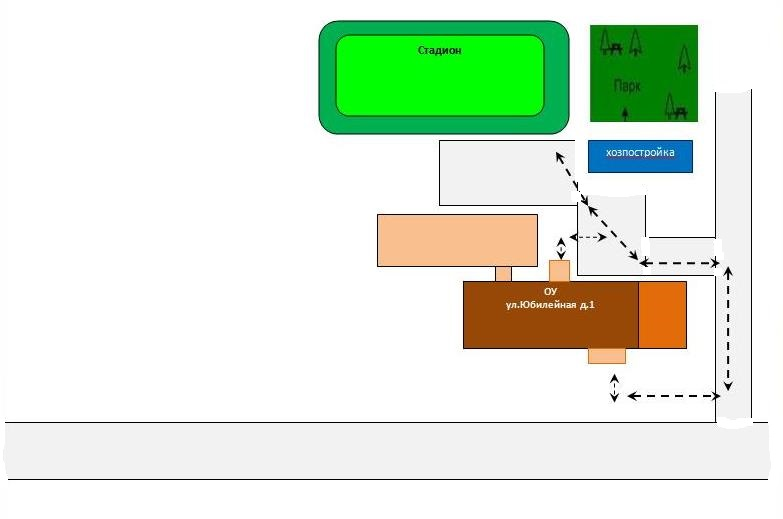 Стадион
Парк
хозпостройка
ОУ
ул.Юбилейная д.1